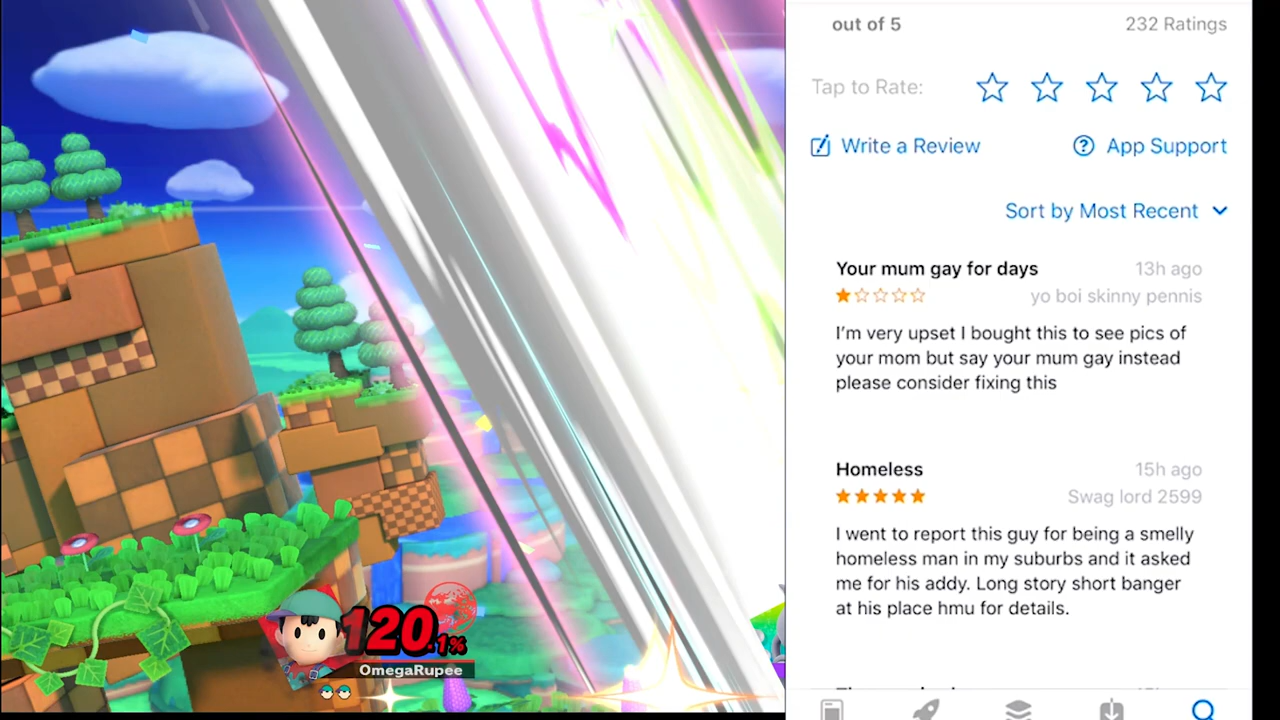 120.1%
OmegaRupee
out of 5
232 Ratings
Tap to Rate:
Write a Review
App Support
Sort by Most Recent
Your mum gay for days
13h ago
yo boi skinny pennis
I'm very upset I bought this to see pics of
your mom but say your mum gay instead
please consider fixing this
Homeless
15h ago
Swag lord 2599
I went to report this guy for being a smelly
homeless man in my suburbs and it asked
me for his addy. Long story short banger
at his place hmu for details.